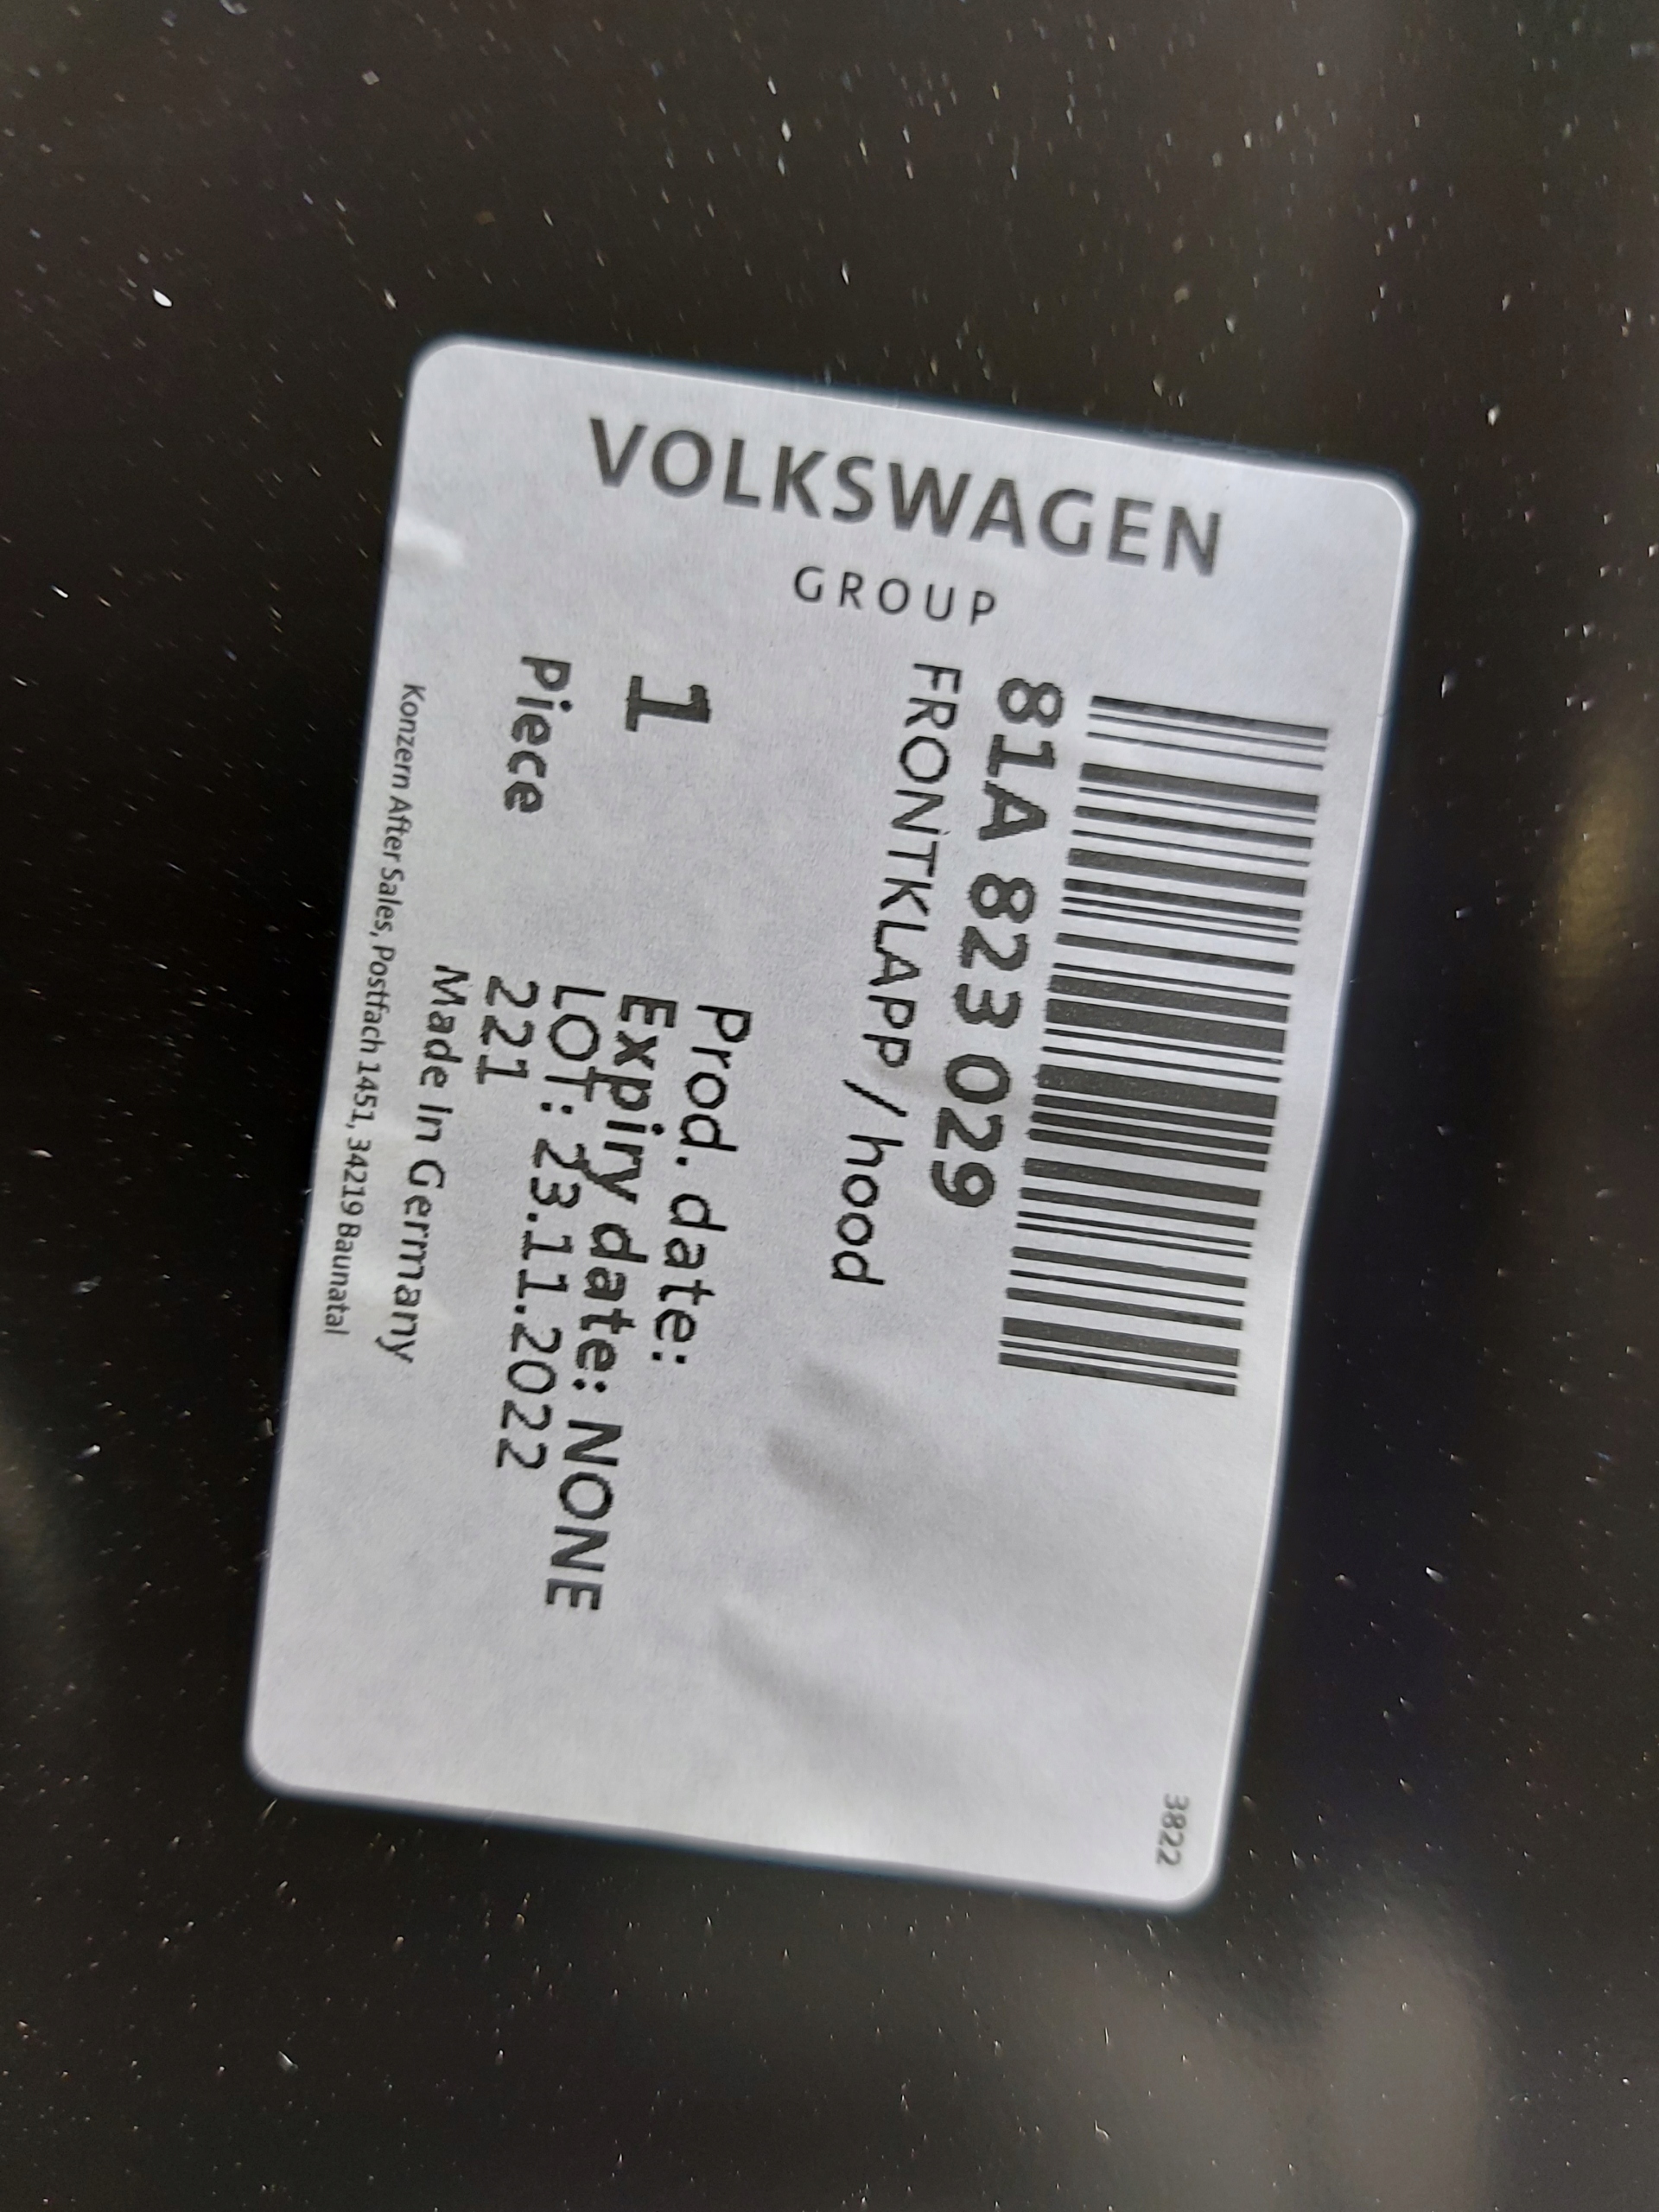 VOLKSWAGEN
GROUP
3822
81A 823 029
FRONTKLAPP / hood
1
Piece
Prod. date:
Expiry date: NONE
LOT: 23.11.2022
221
Made In Germany
Konzern After Sales, Postfach 1451, 34219 Baunatal